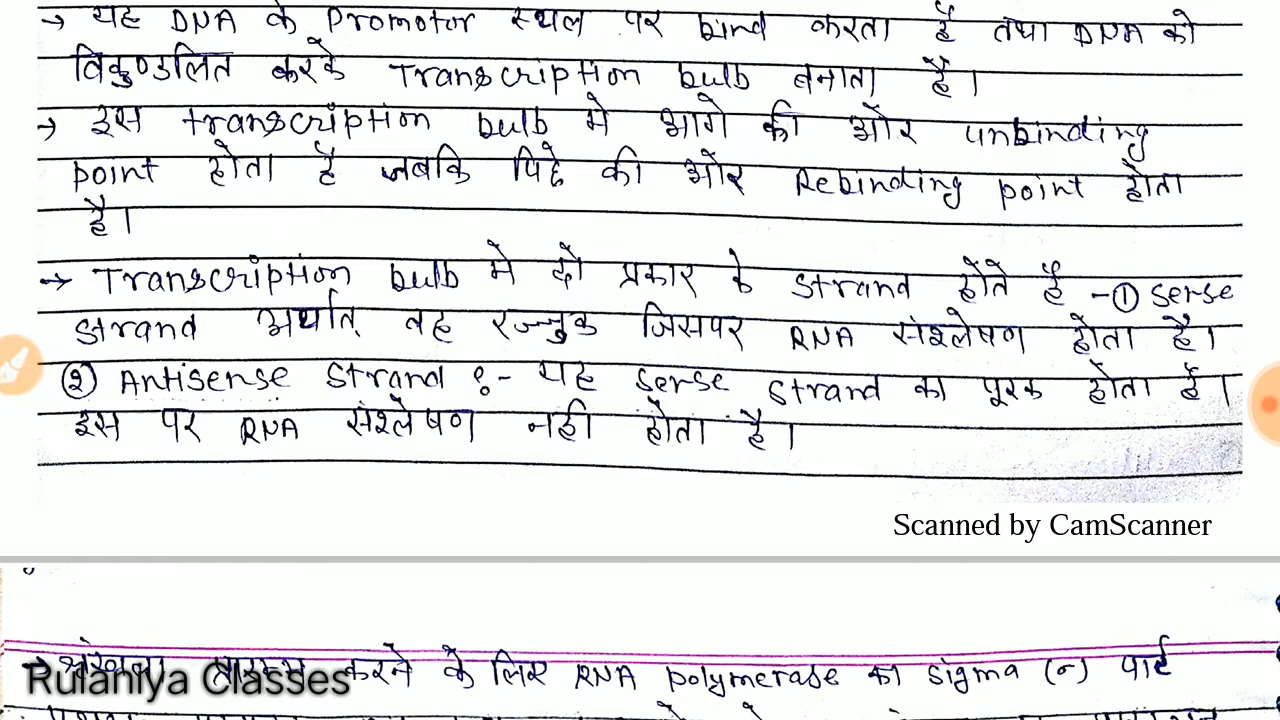 → यह DNA के Promotor स्थल पर bind करता है तथा DNA को
विकुण्डलित करके Transcription bulb बनाता है।
→ इस transcription bulb मे आगे की और unbinding
point होता है जबकि पिछे की और Rebinding point होता
है।
→ Transcription bulb मे दो प्रकार के strand होते है -① sense
strand अर्थात् वह रज्जुक जिसपर RNA संश्लेषण होता है।
② Antisense strand :- यह sense strand का पूरक होता है।
इस पर RNA संश्लेषण नही होता है।
Scanned by CamScanner
→ करने के लिए RNA polymerase का sigma (σ) पार्ट
Rulaniya Classes